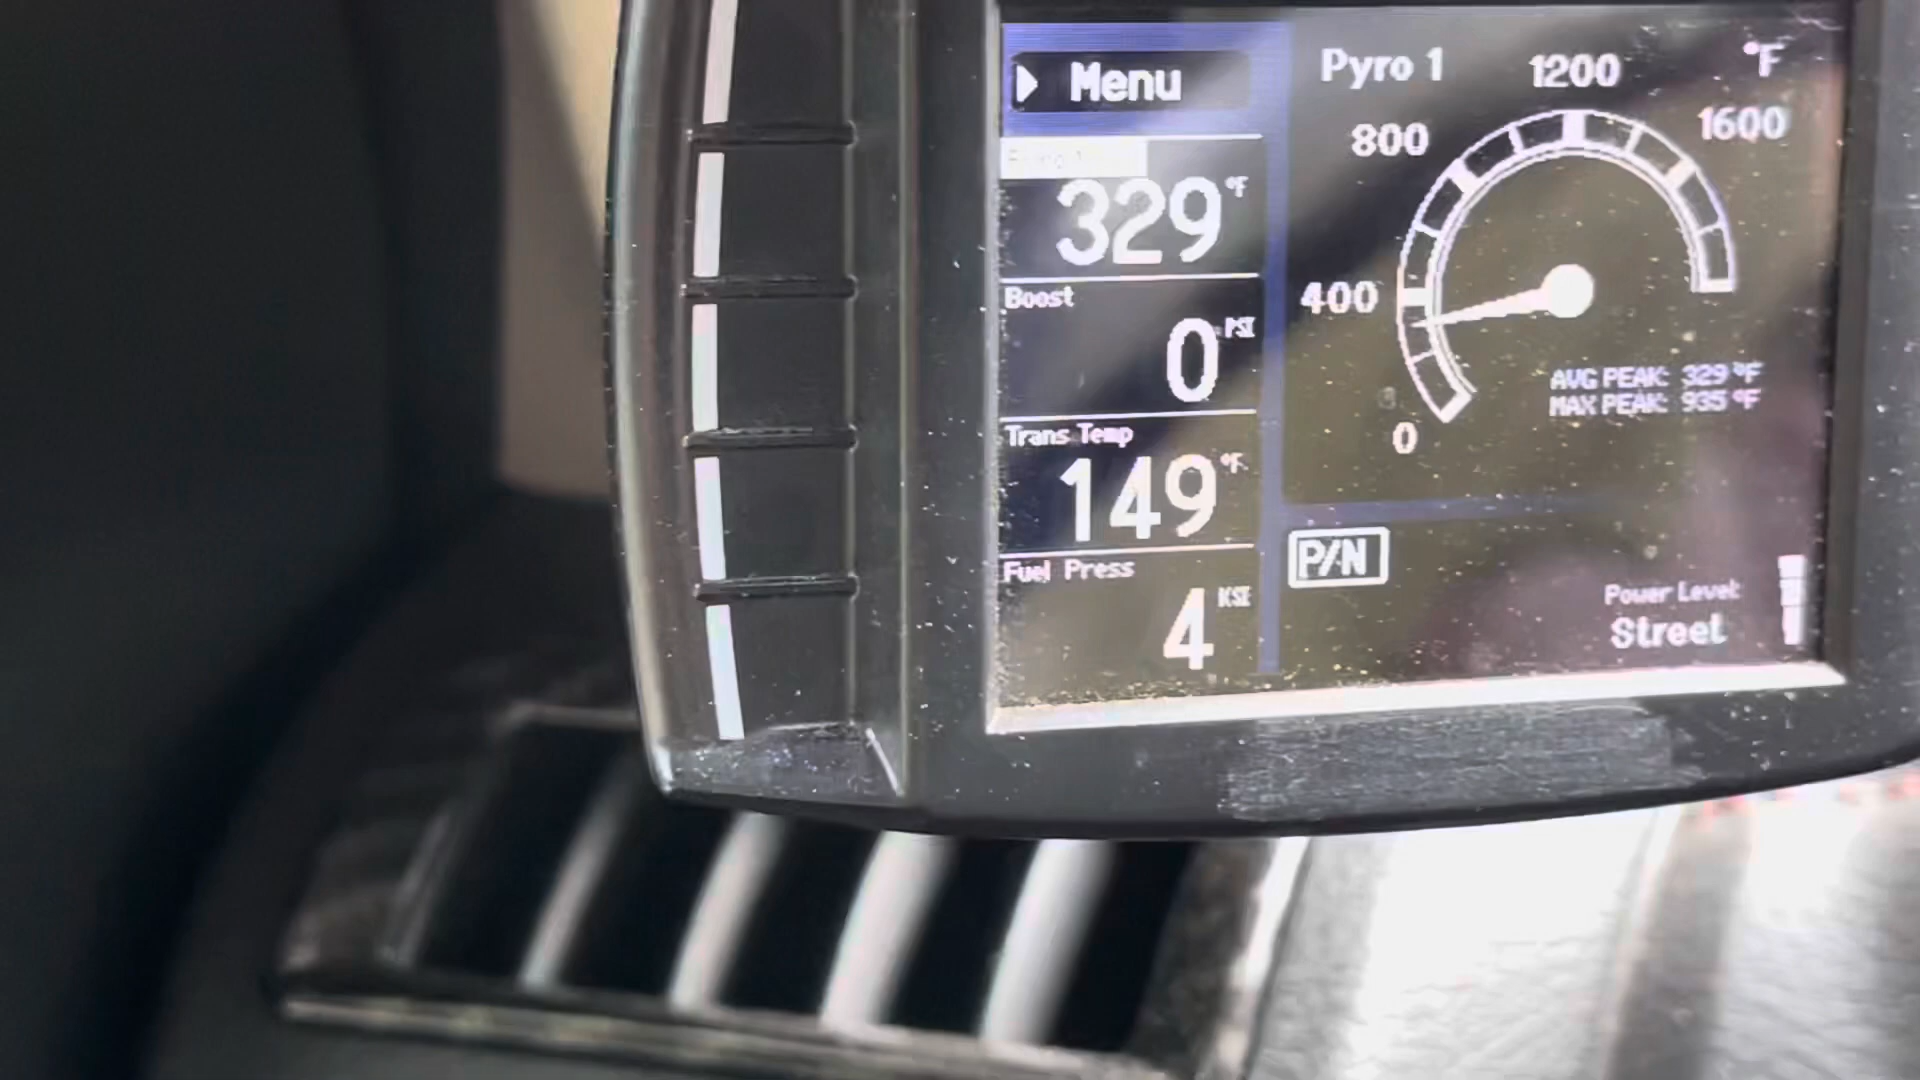 Menu
329 °F
Boost
0 PSI
Trans Temp
149 °F
Fuel Press
4 KSI
Pyro 1
°F
0
400
800
1200
1600
AVG PEAK: 329 °F
MAX PEAK: 935 °F
P/N
Power Level:
Street